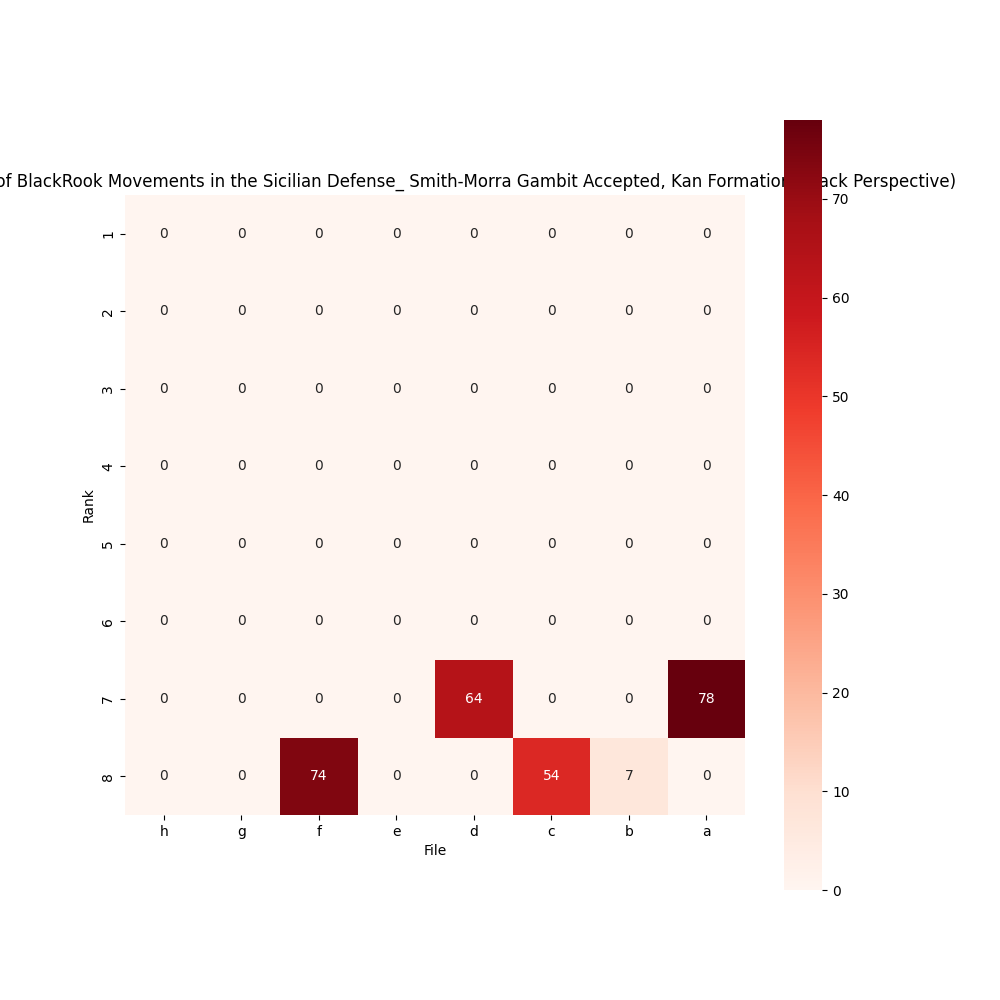 of BlackRook Movements in the Sicilian Defense_ Smith-Morra Gambit Accepted, Kan Formation Perspective)
70
1 0 0 0 0 0 0 0 0
2 0 0 0 0 0 0 0 0
60
3 0 0 0 0 0 0 0 0
50
4 0 0 0 0 0 0 0 0
40
Rank
5 0 0 0 0 0 0 0 0
30
6 0 0 0 0 0 0 0 0
20
7 0 0 0 0 64 0 0 78
8 0 0 74 0 0 54 7 0
10
h g f e d c b a
File
0